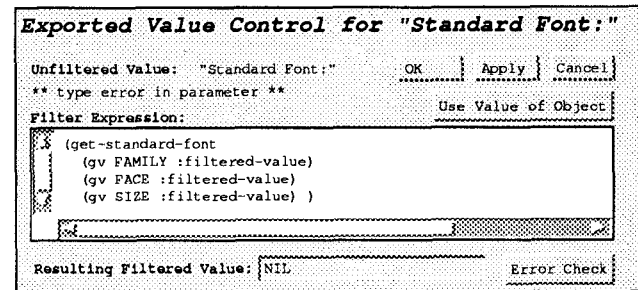 Exported Value Control for "Standard Font:"
Unfiltered Value: "Standard Font:" OK Apply Cancel
** type error in parameter **
Use Value of Object
Filter Expression:
(get-standard-font
(gv FAMILY :filtered-value)
(gv FACE :filtered-value)
(gv SIZE :filtered-value) )
Resulting Filtered Value: NIL Error Check